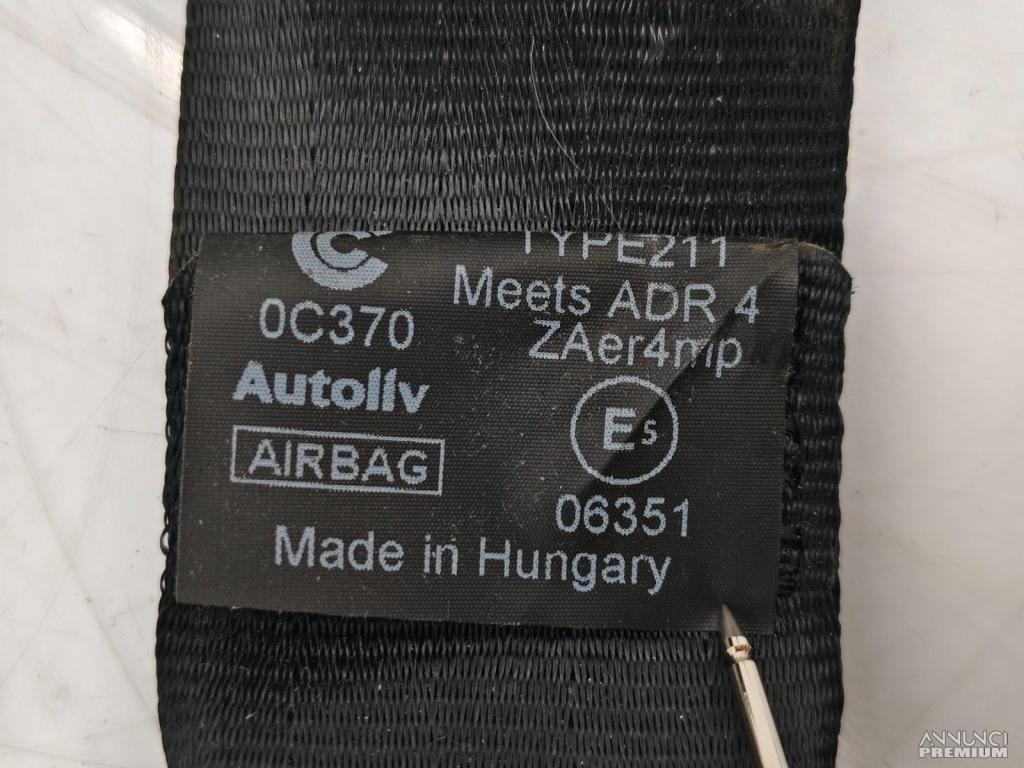 TYPE211
Meets ADR 4
ZAer4mp
E5
06351
0C370
Autoliv
AIRBAG
Made in Hungary
ANNUNCI
PREMIUM